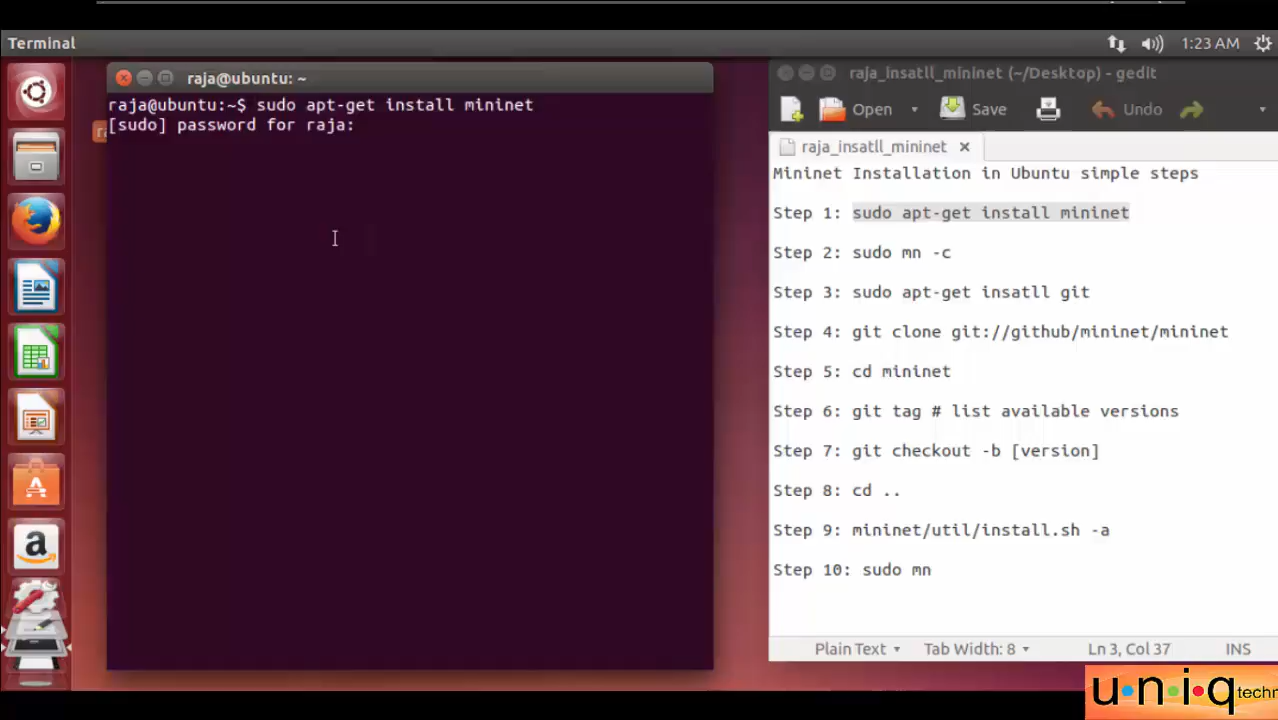 Terminal
1:23 AM
raja@ubuntu: ~
raja@ubuntu:~$ sudo apt-get install mininet
[sudo] password for raja:
raja_insatll_mininet (~/Desktop) - gedit
Open Save Undo
raja_insatll_mininet
Mininet Installation in Ubuntu simple steps
Step 1: sudo apt-get install mininet
Step 2: sudo mn -c
Step 3: sudo apt-get insatll git
Step 4: git clone git://github/mininet/mininet
Step 5: cd mininet
Step 6: git tag # list available versions
Step 7: git checkout -b [version]
Step 8: cd ..
Step 9: mininet/util/install.sh -a
Step 10: sudo mn
Plain Text Tab Width: 8 Ln 3, Col 37 INS
u·n·i·q techn